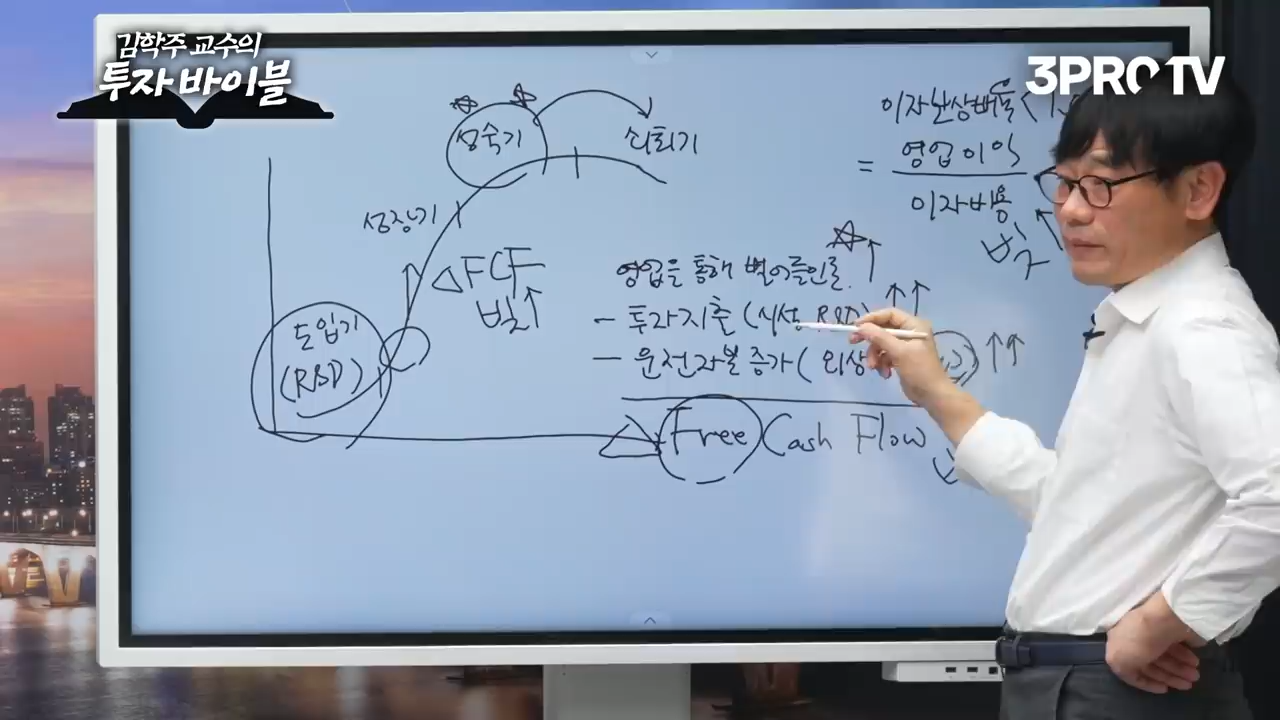 김학주 교수의
투자 바이블
3PROTV
성숙기
쇠퇴기
성장기
도입기
(R&D)
△FCF
빚↑
이자보상배율(
= 영업이익
이자비용
빚
영업을 통해 벌어들인 ☆↑
- 투자지출 (시설, R&D) ↑↑
- 운전자본 증가 ( 외상 ↑↑
△ Free Cash Flow